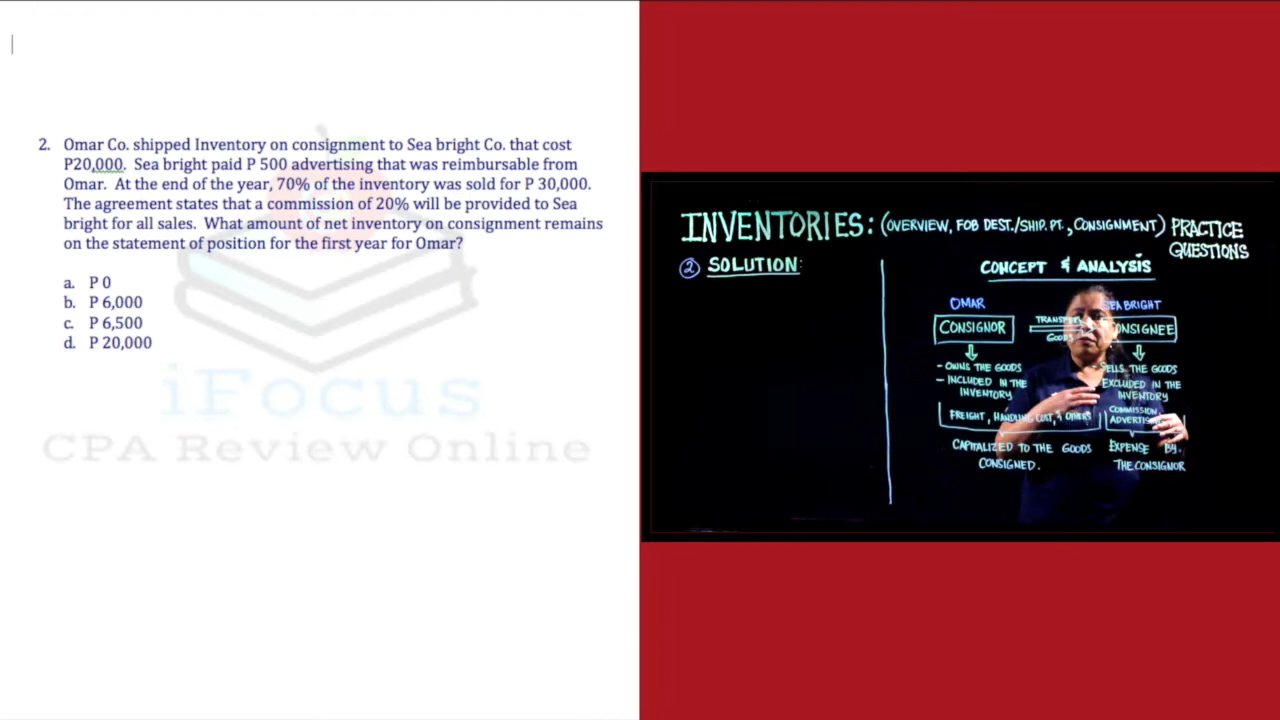 2. Omar Co. shipped Inventory on consignment to Sea bright Co. that cost
P20,000. Sea bright paid P 500 advertising that was reimbursable from
Omar. At the end of the year, 70% of the inventory was sold for P 30,000.
The agreement states that a commission of 20% will be provided to Sea
bright for all sales. What amount of net inventory on consignment remains
on the statement of position for the first year for Omar?
a. P 0
b. P 6,000
c. P 6,500
d. P 20,000
iFocus
CPA Review Online
INVENTORIES: (OVERVIEW, FOB DEST./SHIP. PT., CONSIGNMENT) PRACTICE
QUESTIONS
2 SOLUTION:
CONCEPT & ANALYSIS
OMAR
CONSIGNOR
- OWNS THE GOODS
- INCLUDED IN THE
INVENTORY
FREIGHT, HANDLING COST, & OTHERS
CAPITALIZED TO THE GOODS
CONSIGNED.
BRIGHT
THE GOODS
EXCLUDED IN THE
INVENTORY
COMMISSION
EXPENSE BY
THE CONSIGNOR